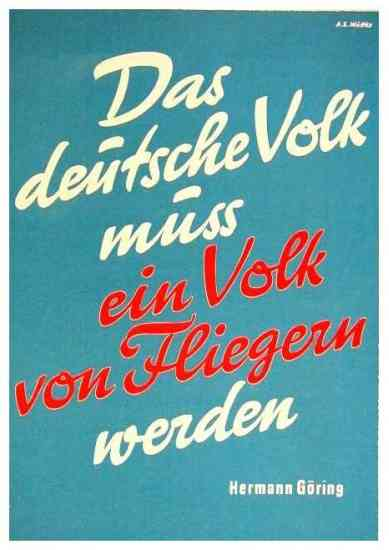 Das
deutsche Volk
muss
ein Volk
von Fliegern
werden
Hermann Göring